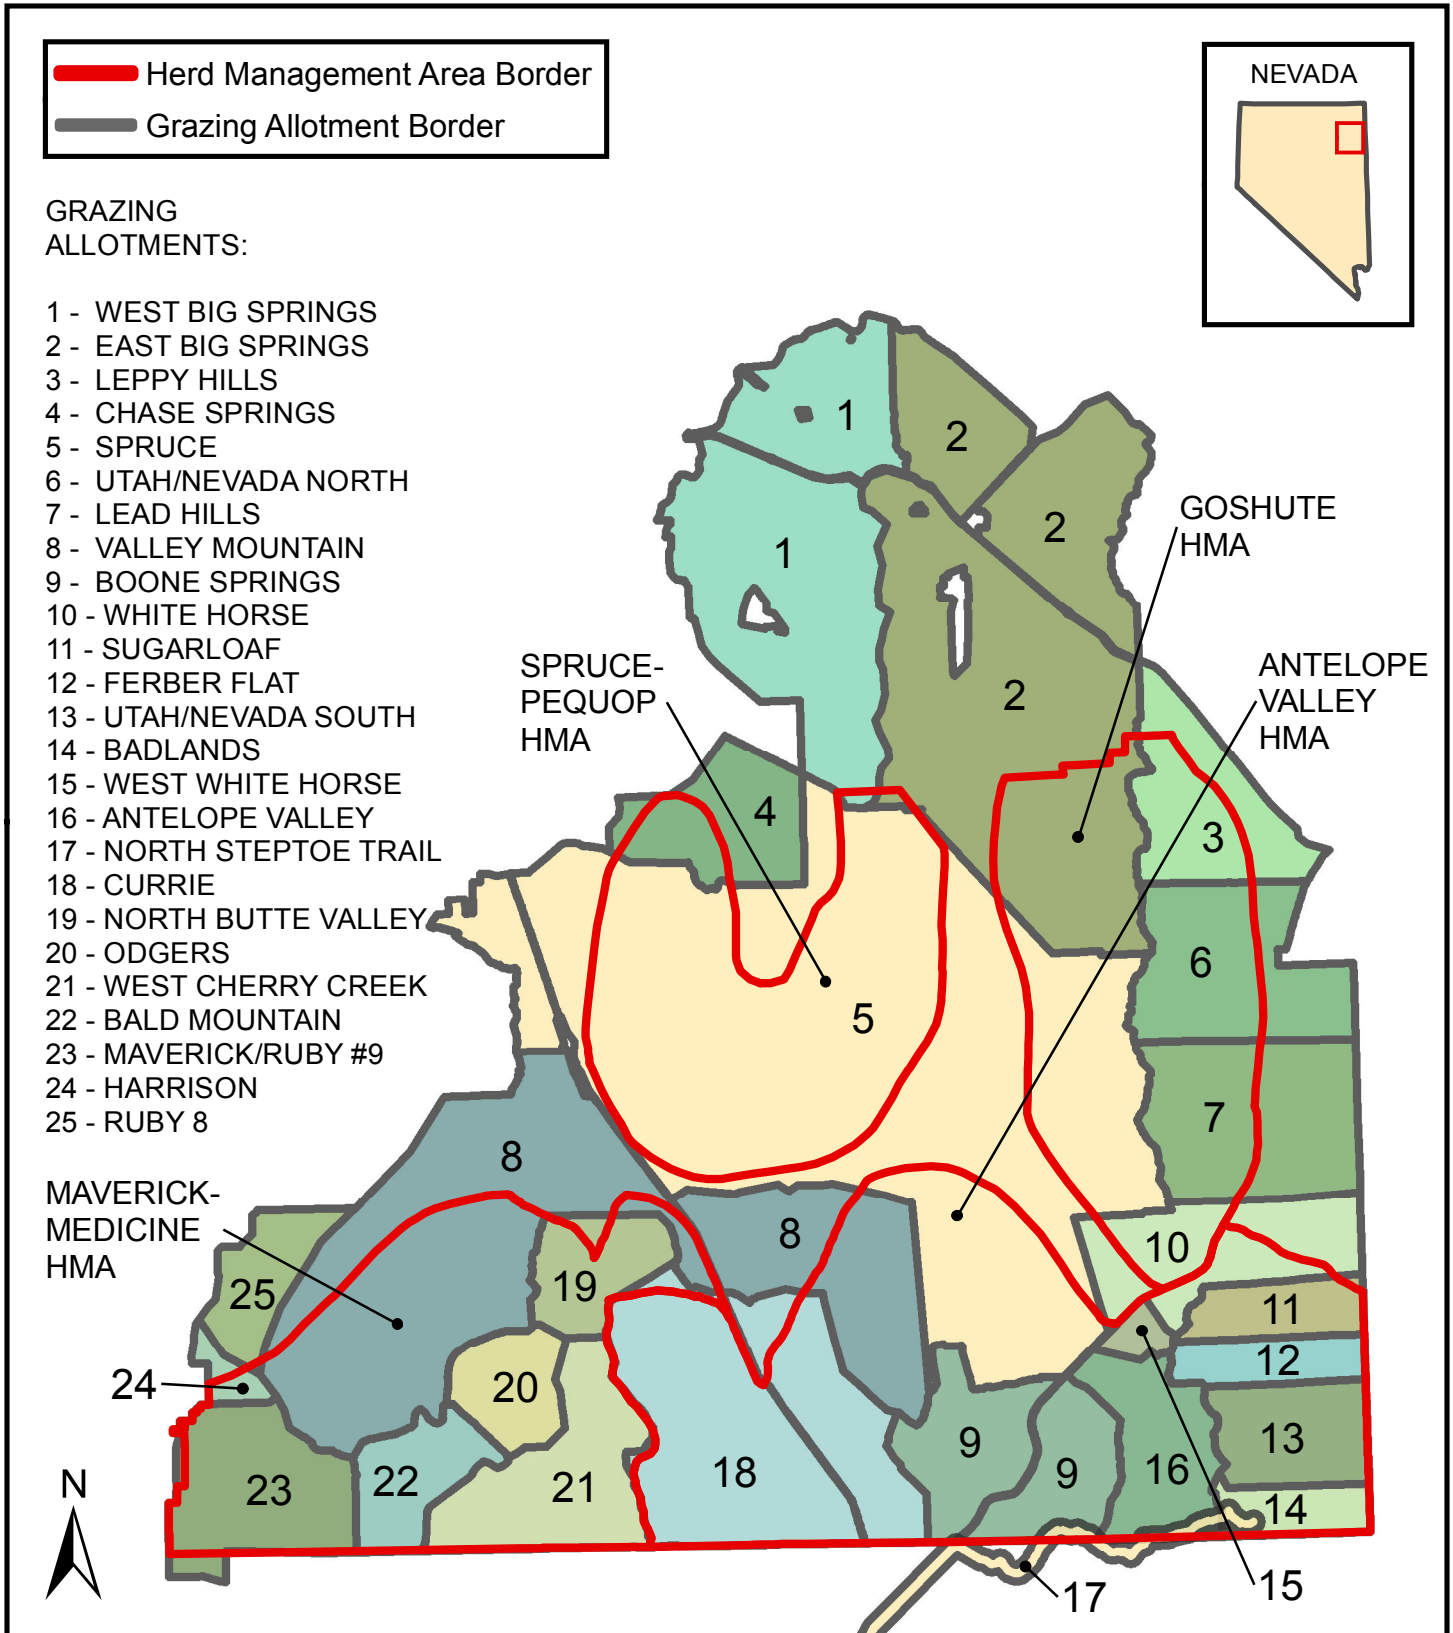 Herd Management Area Border
Grazing Allotment Border
NEVADA
GRAZING
ALLOTMENTS:
1 - WEST BIG SPRINGS
2 - EAST BIG SPRINGS
3 - LEPPY HILLS
4 - CHASE SPRINGS
5 - SPRUCE
6 - UTAH/NEVADA NORTH
7 - LEAD HILLS
8 - VALLEY MOUNTAIN
9 - BOONE SPRINGS
10 - WHITE HORSE
11 - SUGARLOAF
12 - FERBER FLAT
13 - UTAH/NEVADA SOUTH
14 - BADLANDS
15 - WEST WHITE HORSE
16 - ANTELOPE VALLEY
17 - NORTH STEPTOE TRAIL
18 - CURRIE
19 - NORTH BUTTE VALLEY
20 - ODGERS
21 - WEST CHERRY CREEK
22 - BALD MOUNTAIN
23 - MAVERICK/RUBY #9
24 - HARRISON
25 - RUBY 8
1
2
GOSHUTE
HMA
2
1
SPRUCE-
PEQUOP
HMA
2
ANTELOPE
VALLEY
HMA
4
3
6
5
7
8
MAVERICK-
MEDICINE
HMA
8
10
19
25
11
12
24
20
9
13
18
9
16
23
22
21
14
N
15
17